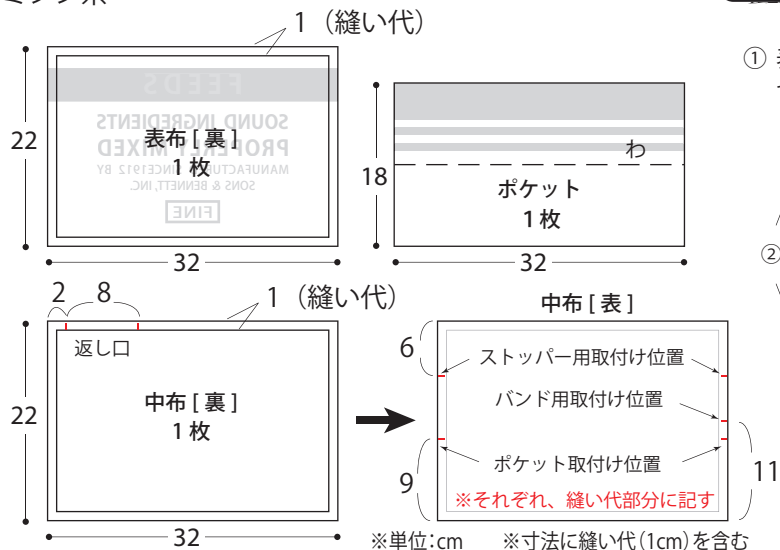 1（縫い代）
FEEDS
SOUND INGREDIENTS
表布 [ 裏 ]
PROPERLY MIXED
1 枚
SONS & BENNETT, INC.
FINE
22
32
18
わ
ポケット
1 枚
32
2
8
1（縫い代）
返し口
中布 [ 裏 ]
1 枚
22
32
中布 [ 表 ]
6
ストッパー用取付け位置
バンド用取付け位置
ポケット取付け位置
9
11
※それぞれ、縫い代部分に記す
※単位：cm　※寸法に縫い代(1cm)を含む
①
②